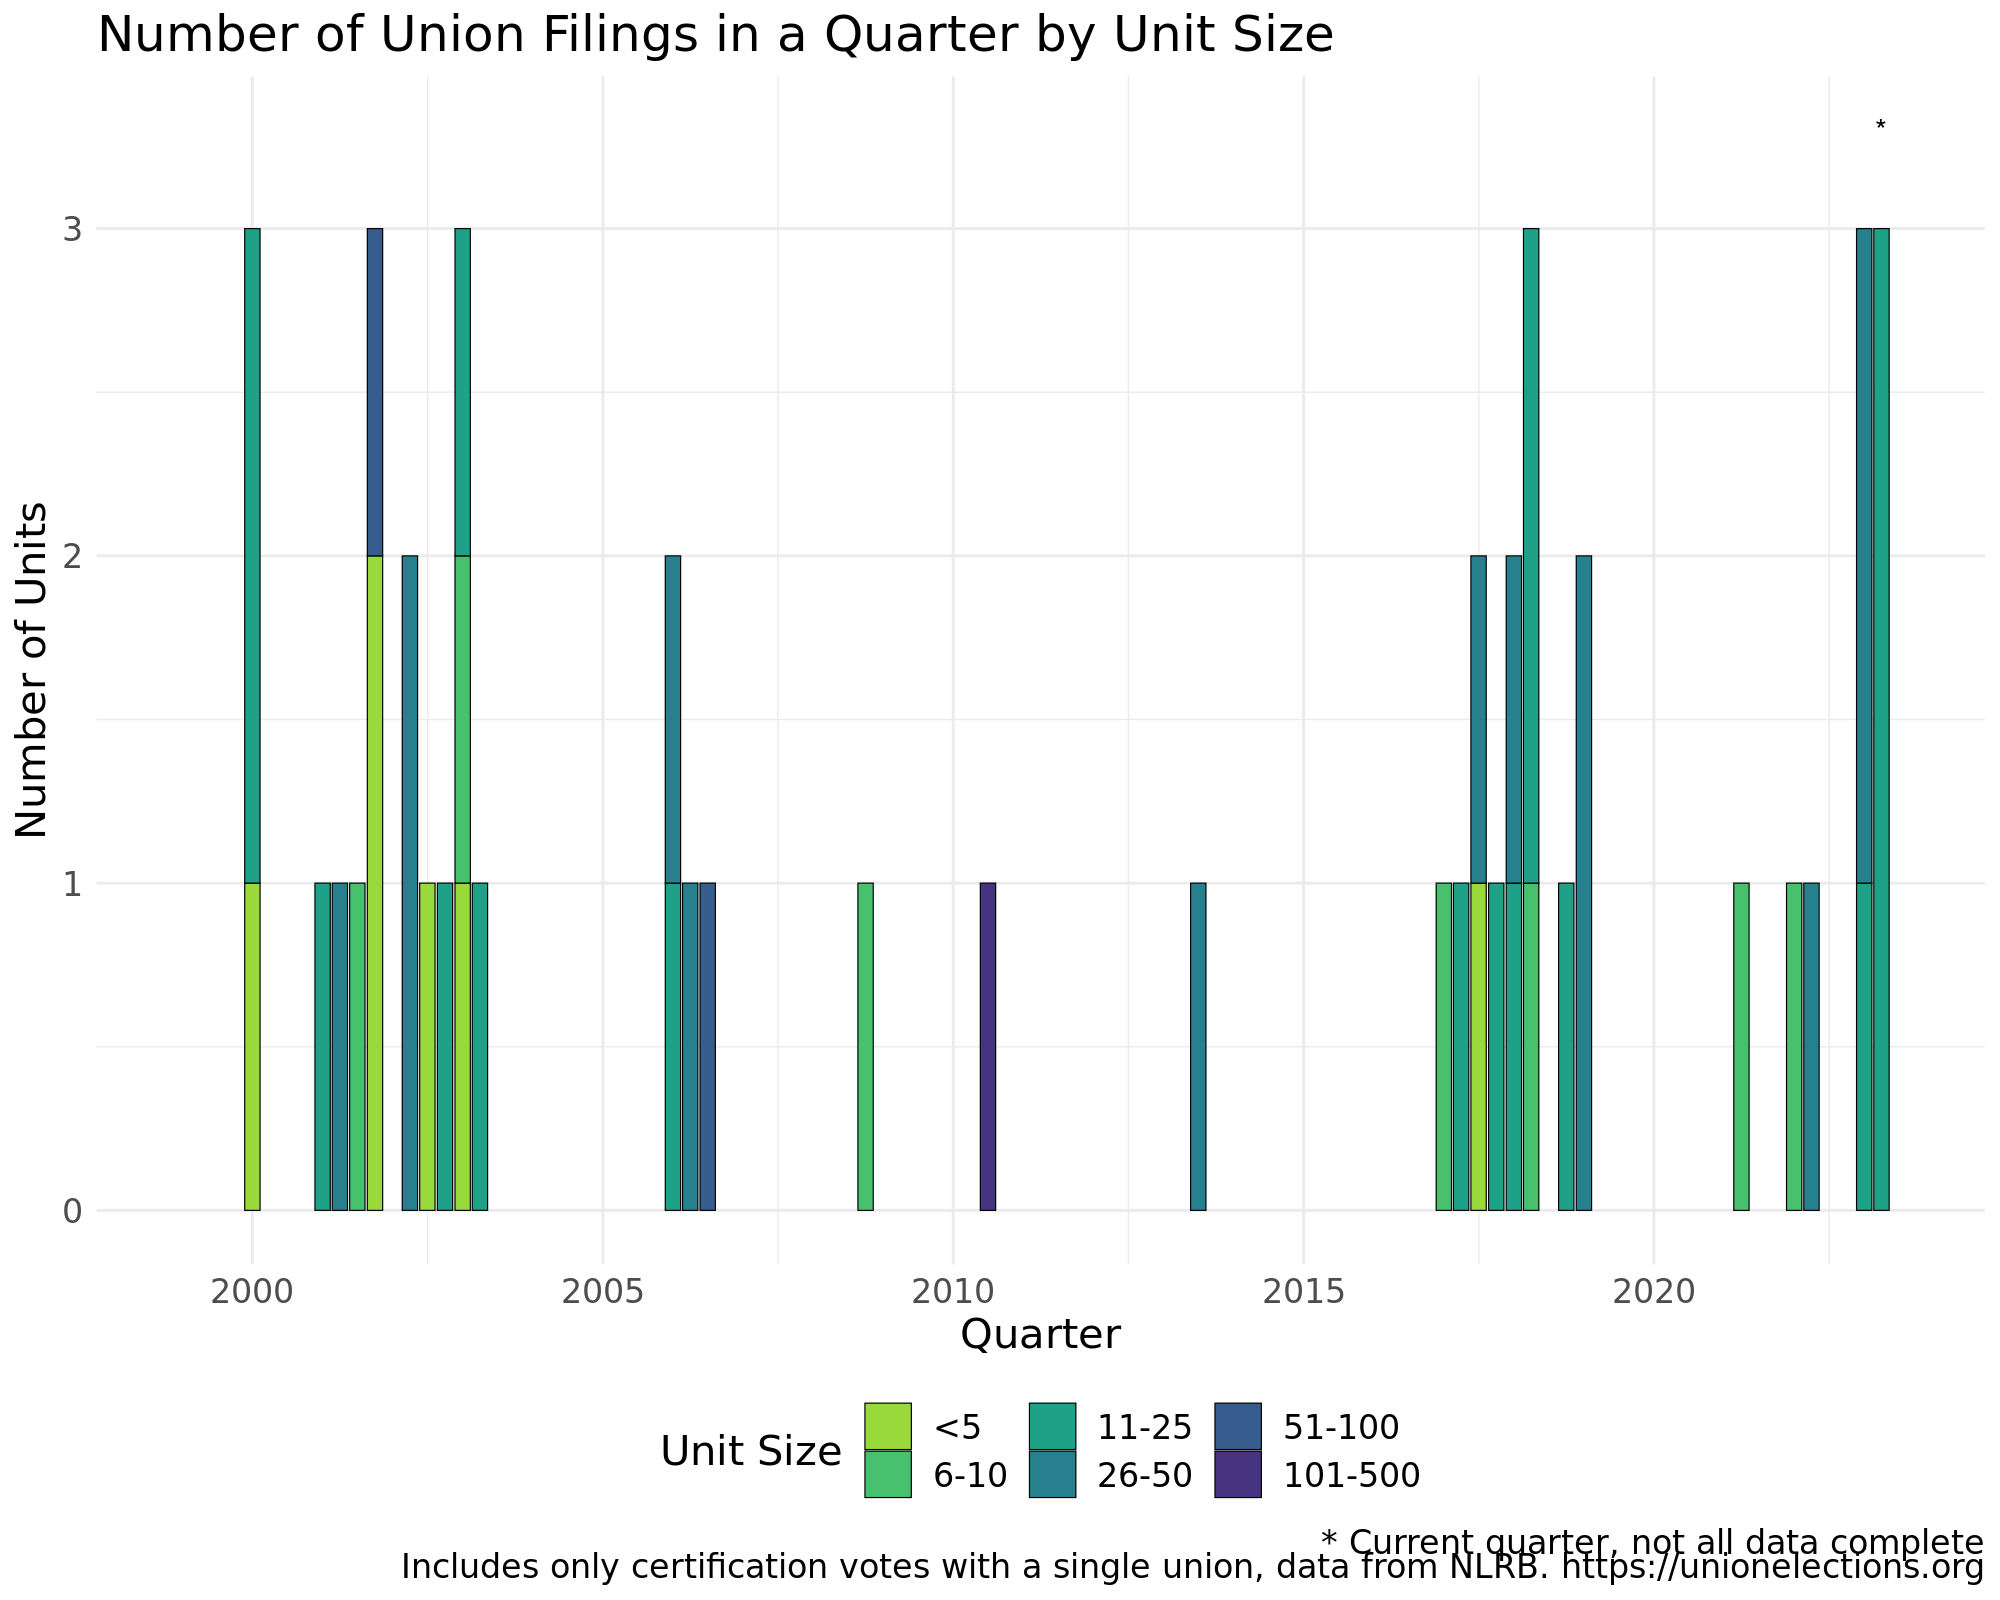 Number of Union Filings in a Quarter by Unit Size
*
Number of Units
3
2
1
0
2000 2005 2010 2015 2020
Quarter
Unit Size
<5 11-25 51-100
6-10 26-50 101-500
* Current quarter, not all data complete
Includes only certification votes with a single union, data from NLRB. https://unionelections.org